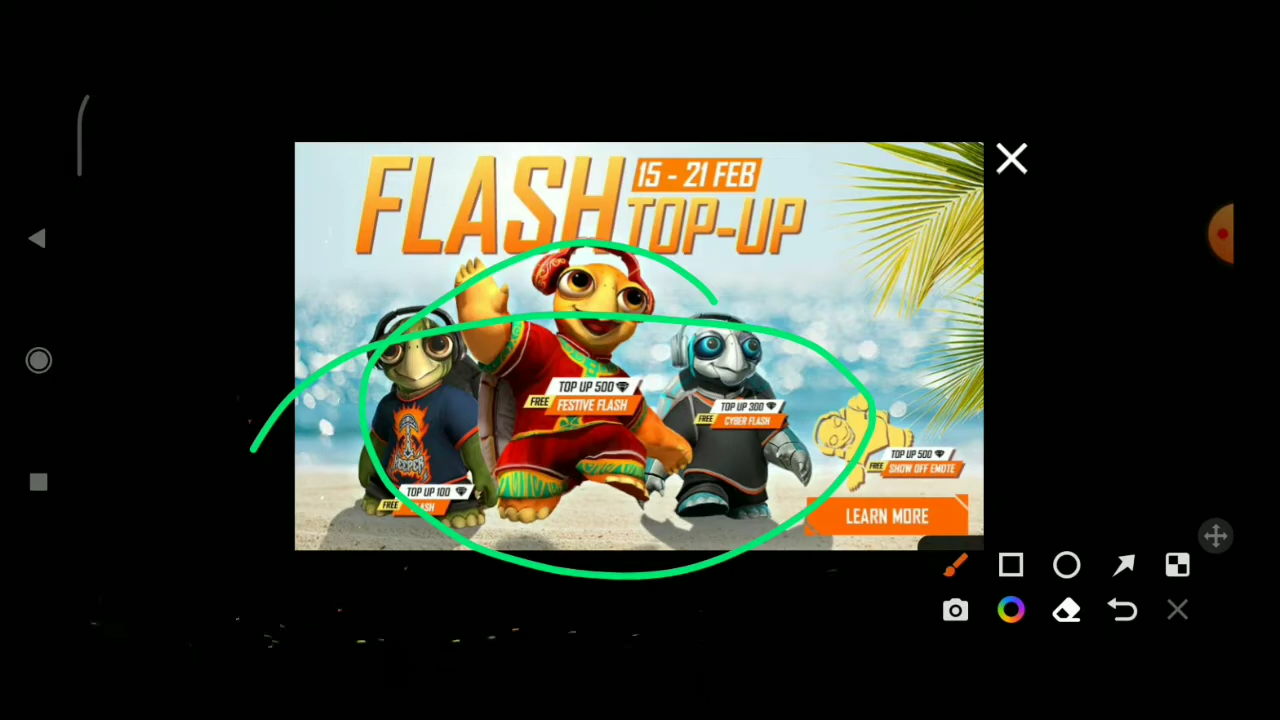 FLASH
15 - 21 FEB
TOP-UP
TOP UP 500
FREE FESTIVE FLASH
TOP UP 300
FREE CYBER FLASH
TOP UP 500
FREE SHOW OFF EMOTE
TOP UP 100
FREE FLASH
LEARN MORE